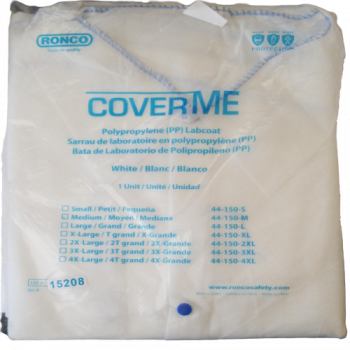 RONCO
COVERME
Polypropylene (PP) Labcoat
Sarrau de laboratoire en polypropylène (PP)
Bata de Laboratorio de Polipropileno (PP)
White / Blanc / Blanco
1 Unit / Unité / Unidad
Small / Petit / Pequeña 44-150-S
Medium / Moyen / Mediana 44-150-M
Large / Grand / Grande 44-150-L
X-Large / T grand / X-Grande 44-150-XL
2X-Large / 2T grand / 2X-Grande 44-150-2XL
3X-Large / 3T grand / 3X-Grande 44-150-3XL
4X-Large / 4T grand / 4X-Grande 44-150-4XL
15208
www.roncosafety.com